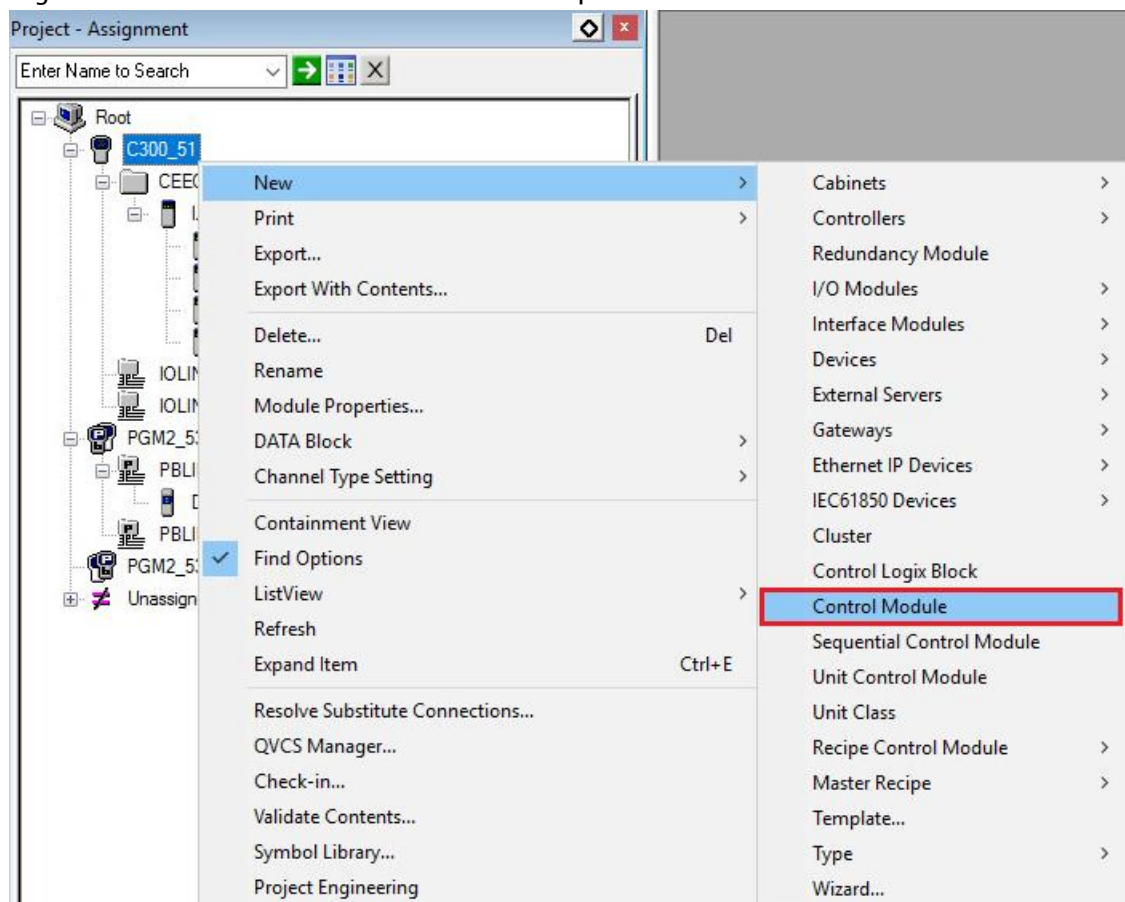 Project - Assignment
Enter Name to Search
Root
C300_51
CEEC
IOLIN
IOLIN
PGM2_53
PBLI
PBLI
PGM2_53
Unassign
New
Print
Export...
Export With Contents...
Delete... Del
Rename
Module Properties...
DATA Block
Channel Type Setting
Containment View
Find Options
ListView
Refresh
Expand Item Ctrl+E
Resolve Substitute Connections...
QVCS Manager...
Check-in...
Validate Contents...
Symbol Library...
Project Engineering
Cabinets
Controllers
Redundancy Module
I/O Modules
Interface Modules
Devices
External Servers
Gateways
Ethernet IP Devices
IEC61850 Devices
Cluster
Control Logix Block
Control Module
Sequential Control Module
Unit Control Module
Unit Class
Recipe Control Module
Master Recipe
Template...
Type
Wizard...